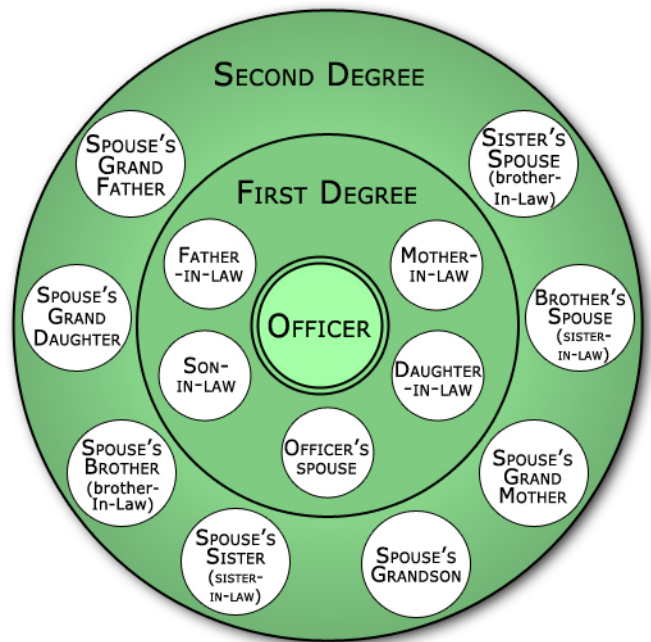 SECOND DEGREE
SPOUSE'S
GRAND
FATHER
SISTER'S
SPOUSE
(brother-
In-Law)
FIRST DEGREE
FATHER
-IN-LAW
MOTHER-
IN-LAW
SPOUSE'S
GRAND
DAUGHTER
OFFICER
BROTHER'S
SPOUSE
(SISTER-
IN-LAW)
SON-
IN-LAW
DAUGHTER
-IN-LAW
SPOUSE'S
BROTHER
(brother-
In-Law)
OFFICER'S
SPOUSE
SPOUSE'S
GRAND
MOTHER
SPOUSE'S
SISTER
(SISTER-
IN-LAW)
SPOUSE'S
GRANDSON